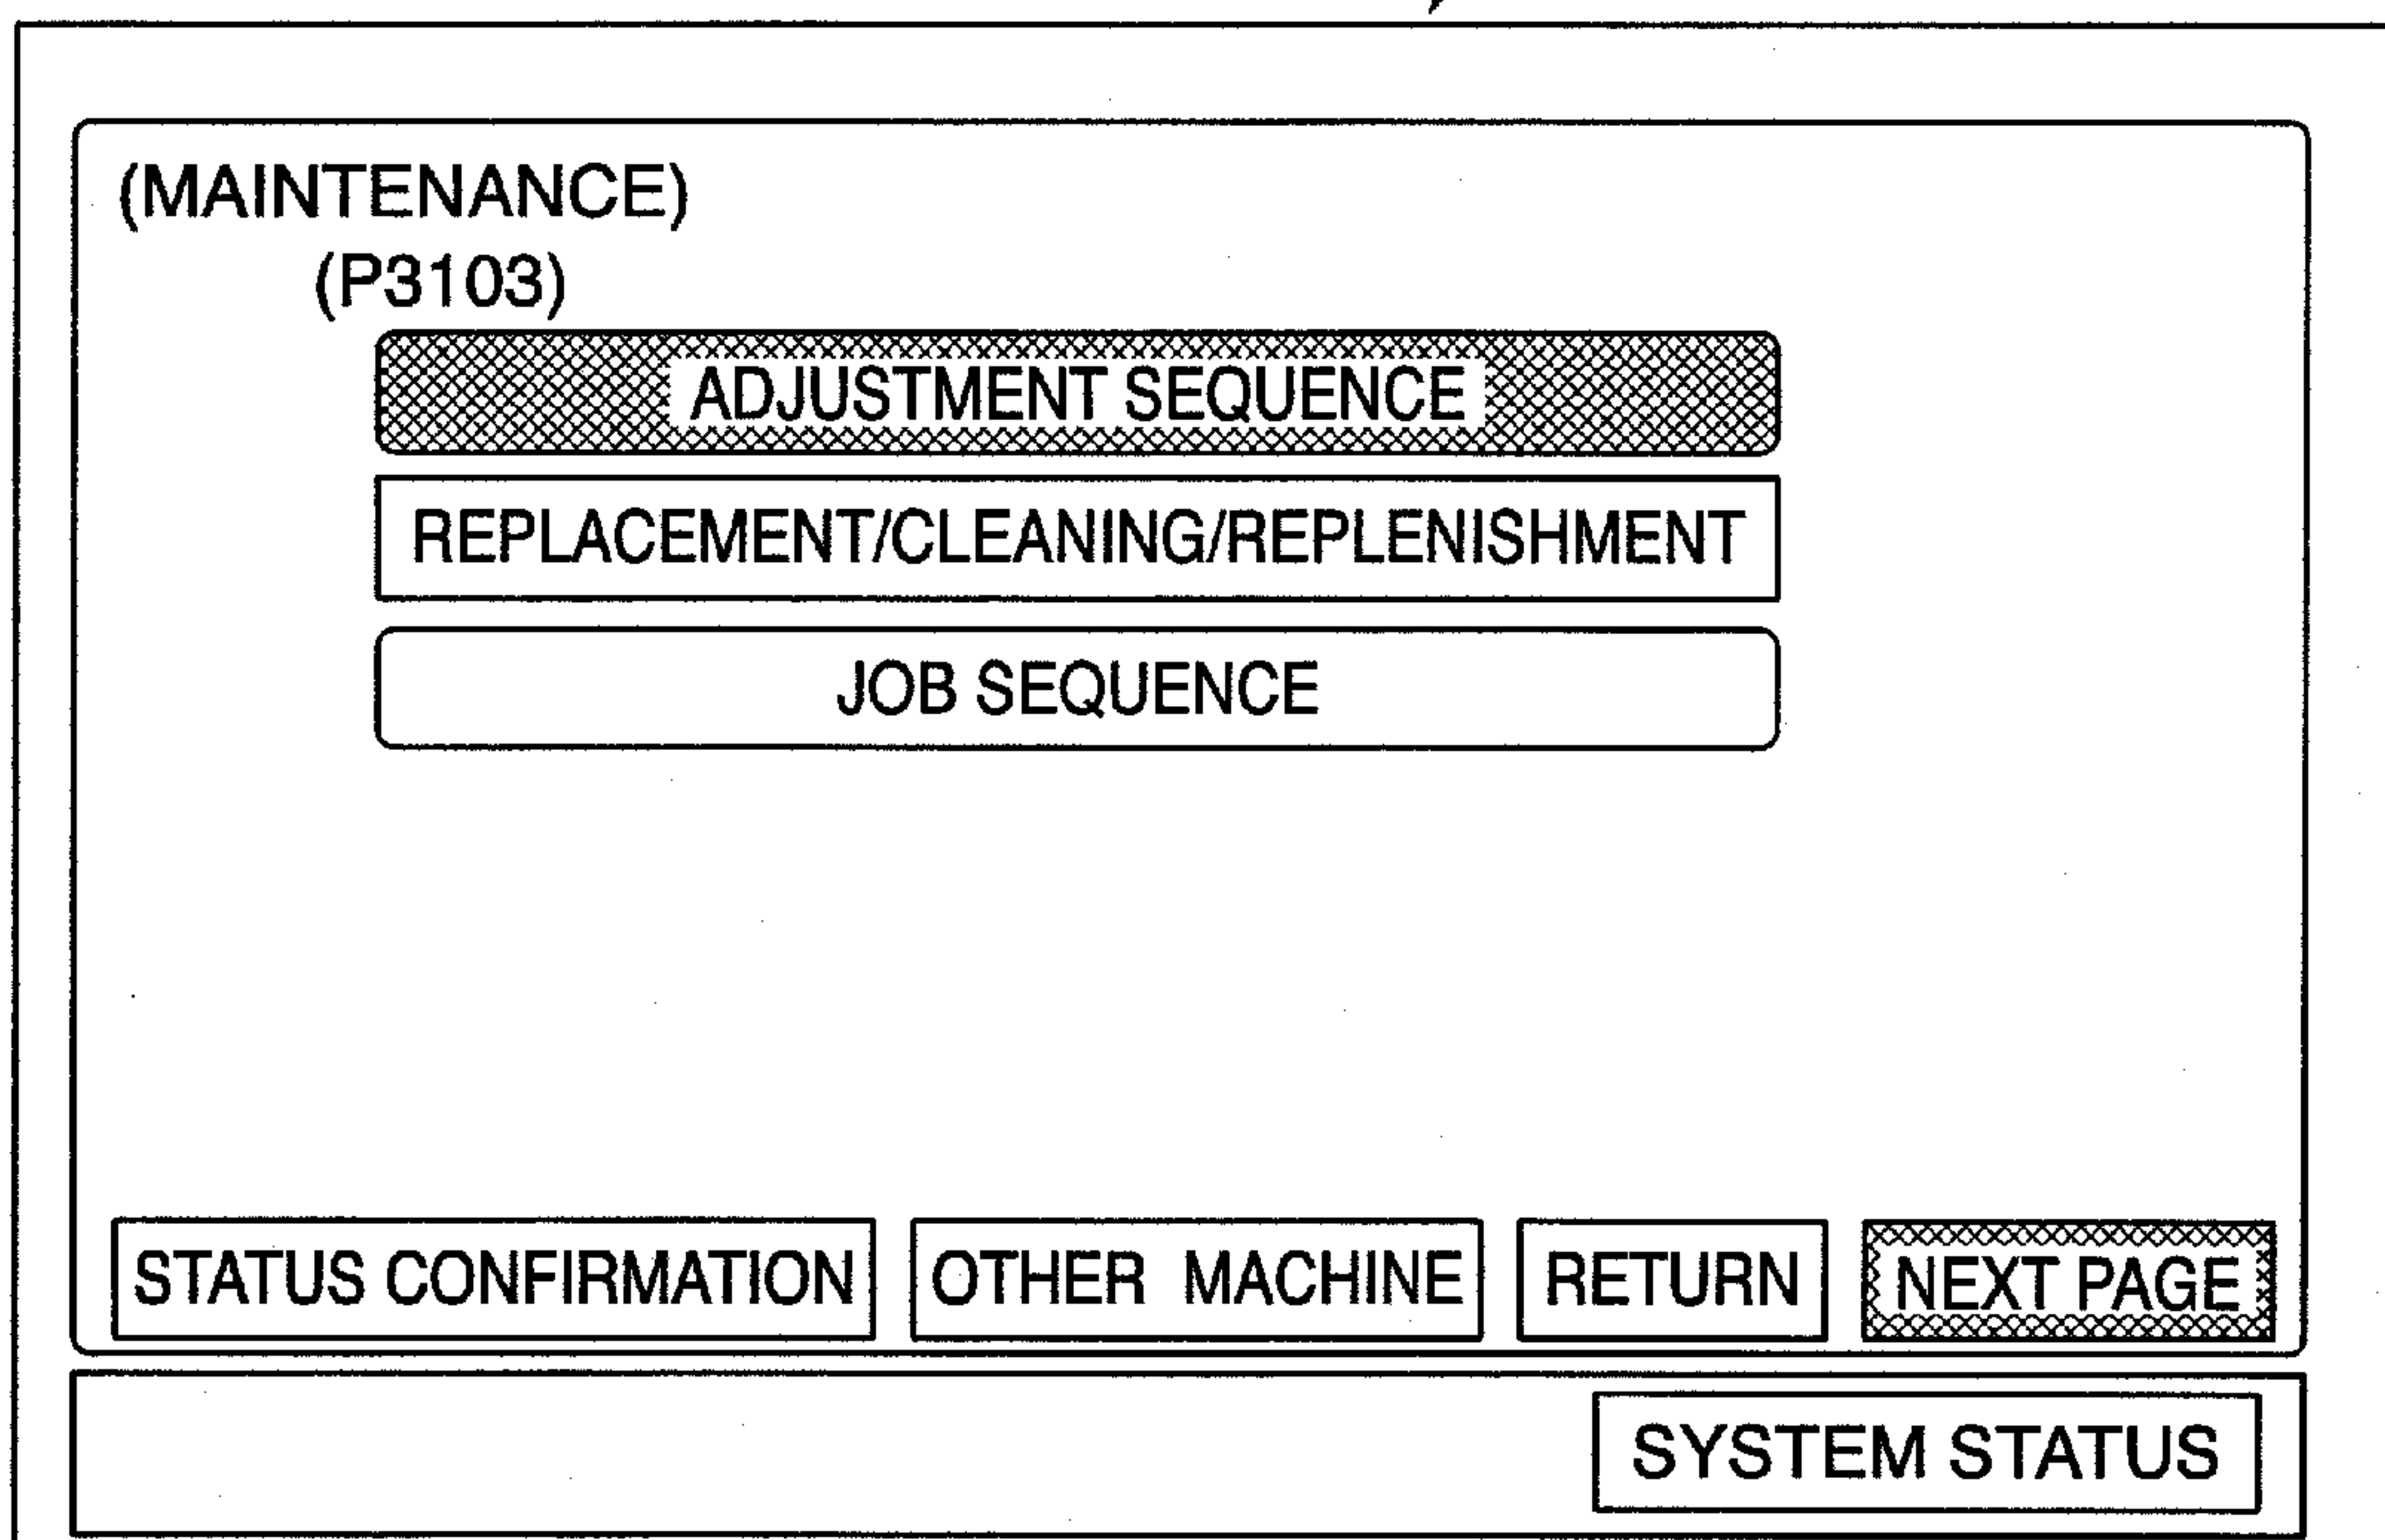 (MAINTENANCE)
(P3103)
ADJUSTMENT SEQUENCE
REPLACEMENT/CLEANING/REPLENISHMENT
JOB SEQUENCE
STATUS CONFIRMATION OTHER MACHINE RETURN NEXT PAGE
SYSTEM STATUS